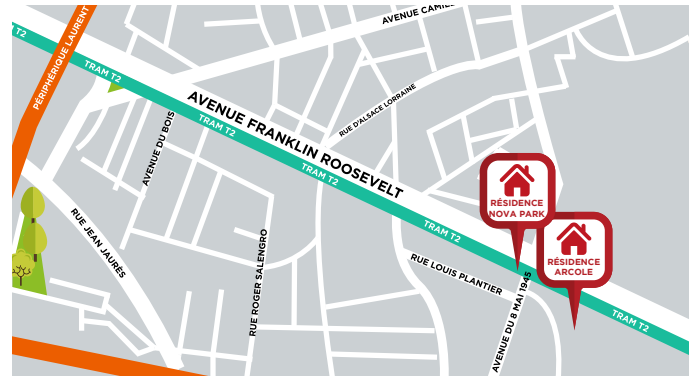 AVENUE CAMIL
T2
PÉRIPHÉRIQUE LAURENT
TRAM T2
AVENUE FRANKLIN ROOSEVELT
RUE D'ALSACE LORRAINE
TRAM T2
AVENUE DU BOIS
TRAM T2
RÉSIDENCE
NOVA PARK
TRAM T2
RUE JEAN JAURÈS
RUE ROGER SALENGRO
RUE LOUIS PLANTIER
RÉSIDENCE
ARCOLE
AVENUE DU 8 MAI 1945
TRAM T2